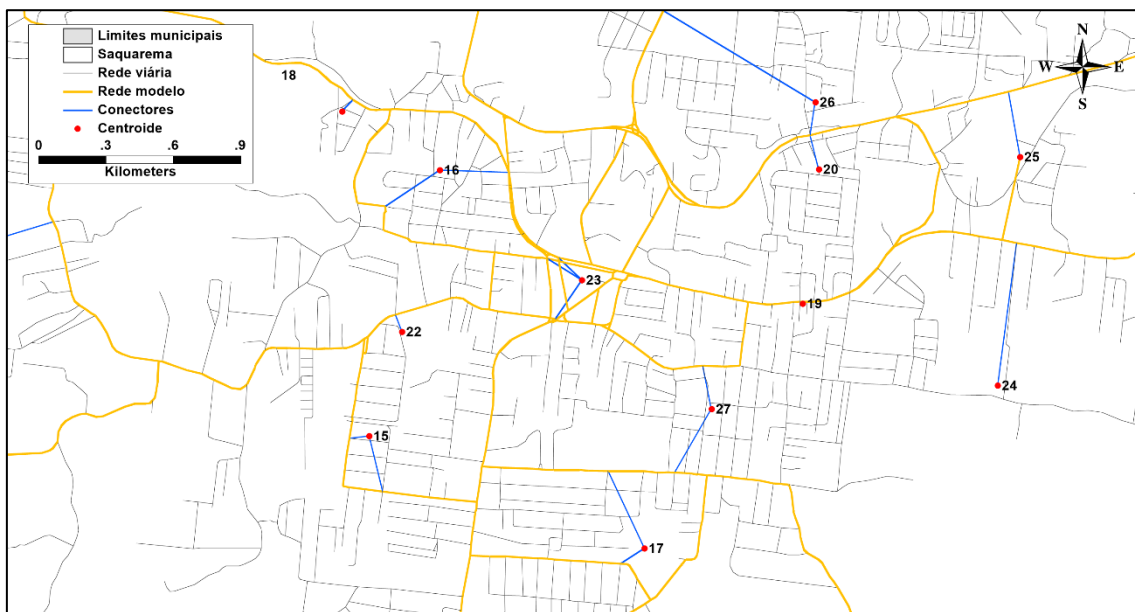 Limites municipais
Saquarema
Rede viária
Rede modelo
Conectores
Centroide
0 .3 .6 .9
Kilometers
N
W E
S
18
26
25
16
20
23
19
22
24
27
15
17